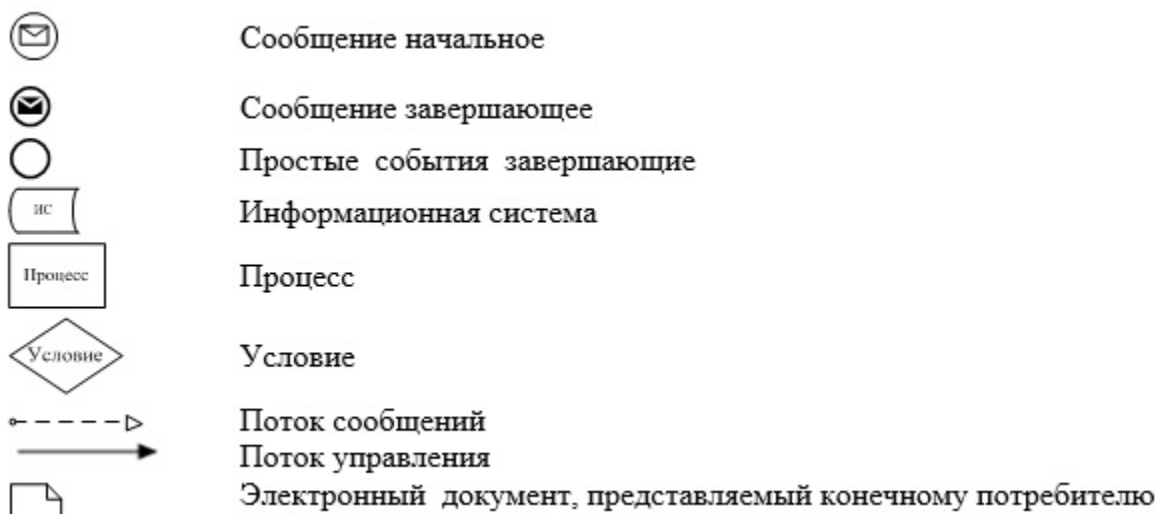 Сообщение начальное
Сообщение завершающее
Простые события завершающие
ИС Информационная система
Процесс Процесс
Условие Условие
Поток сообщений
Поток управления
Электронный документ, представляемый конечному потребителю